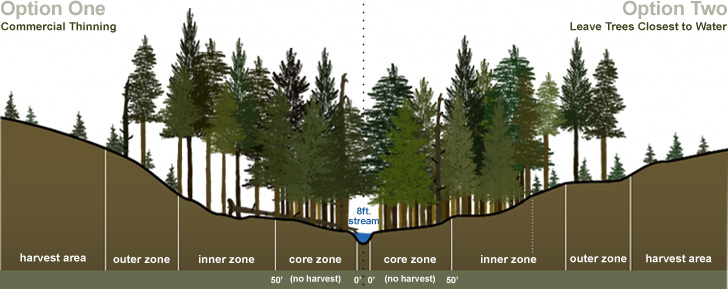 Option One
Commercial Thinning
Option Two
Leave Trees Closest to Water
8ft.
stream
harvest area outer zone inner zone core zone core zone inner zone outer zone harvest area
50' (no harvest) 0' 0' (no harvest) 50'